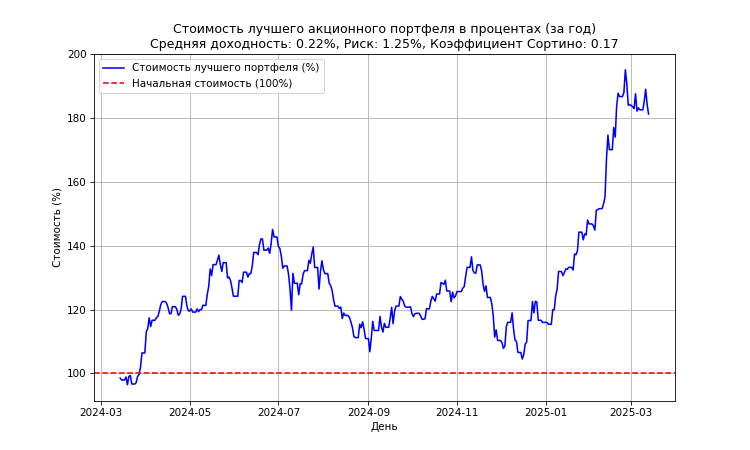 Стоимость лучшего акционного портфеля в процентах (за год)
Средняя доходность: 0.22%, Риск: 1.25%, Коэффициент Сортино: 0.17
Стоимость лучшего портфеля (%)
Начальная стоимость (100%)
Стоимость (%)
200
180
160
140
120
100
2024-03 2024-05 2024-07 2024-09 2024-11 2025-01 2025-03
День